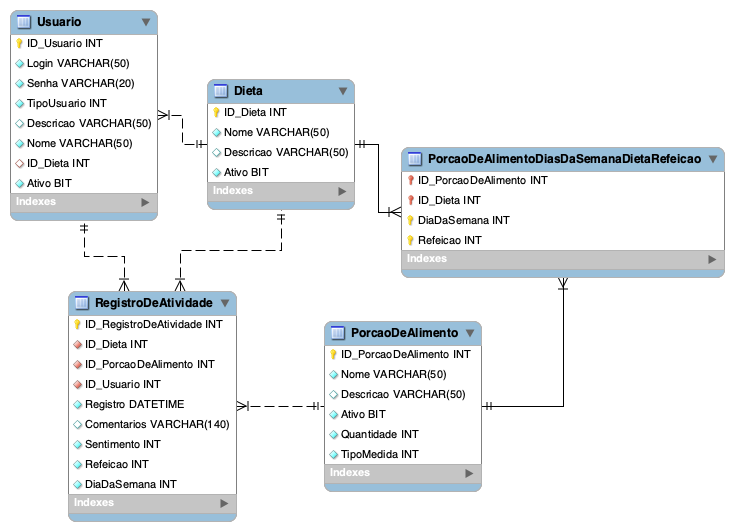 Usuario
ID_Usuario INT
Login VARCHAR(50)
Senha VARCHAR(20)
TipoUsuario INT
Descricao VARCHAR(50)
Nome VARCHAR(50)
ID_Dieta INT
Ativo BIT
Indexes
Dieta
ID_Dieta INT
Nome VARCHAR(50)
Descricao VARCHAR(50)
Ativo BIT
Indexes
PorcaoDeAlimentoDiasDaSemanaDietaRefeicao
ID_PorcaoDeAlimento INT
ID_Dieta INT
DiaDaSemana INT
Refeicao INT
Indexes
RegistroDeAtividade
ID_RegistroDeAtividade INT
ID_Dieta INT
ID_PorcaoDeAlimento INT
ID_Usuario INT
Registro DATETIME
Comentarios VARCHAR(140)
Sentimento INT
Refeicao INT
DiaDaSemana INT
Indexes
PorcaoDeAlimento
ID_PorcaoDeAlimento INT
Nome VARCHAR(50)
Descricao VARCHAR(50)
Ativo BIT
Quantidade INT
TipoMedida INT
Indexes